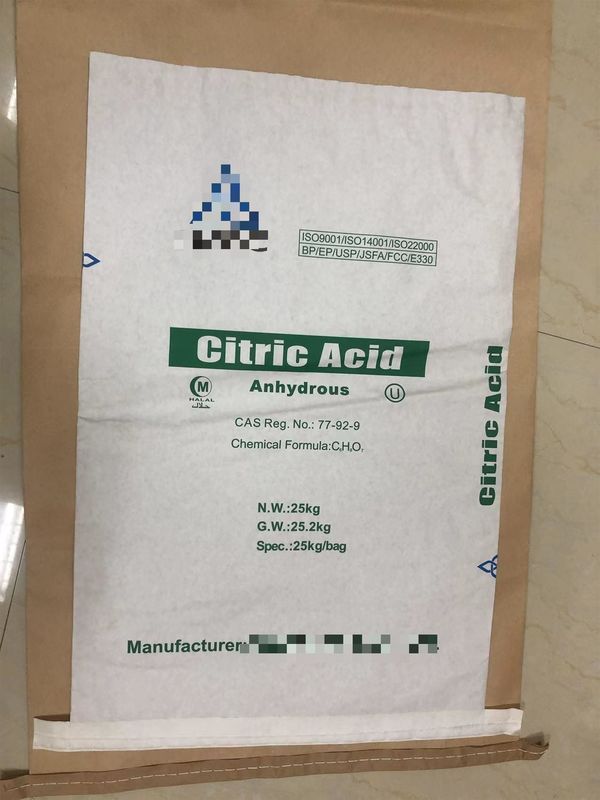 ISO9001/ISO14001/ISO22000
BP/EP/USP/JSFA/FCC/E330
Citric Acid
M
HALAL
حلال
Anhydrous
U
CAS Reg. No.: 77-92-9
Chemical Formula:C₆H₈O₇
N.W.:25kg
G.W.:25.2kg
Spec.:25kg/bag
Manufacturer:
Citric Acid